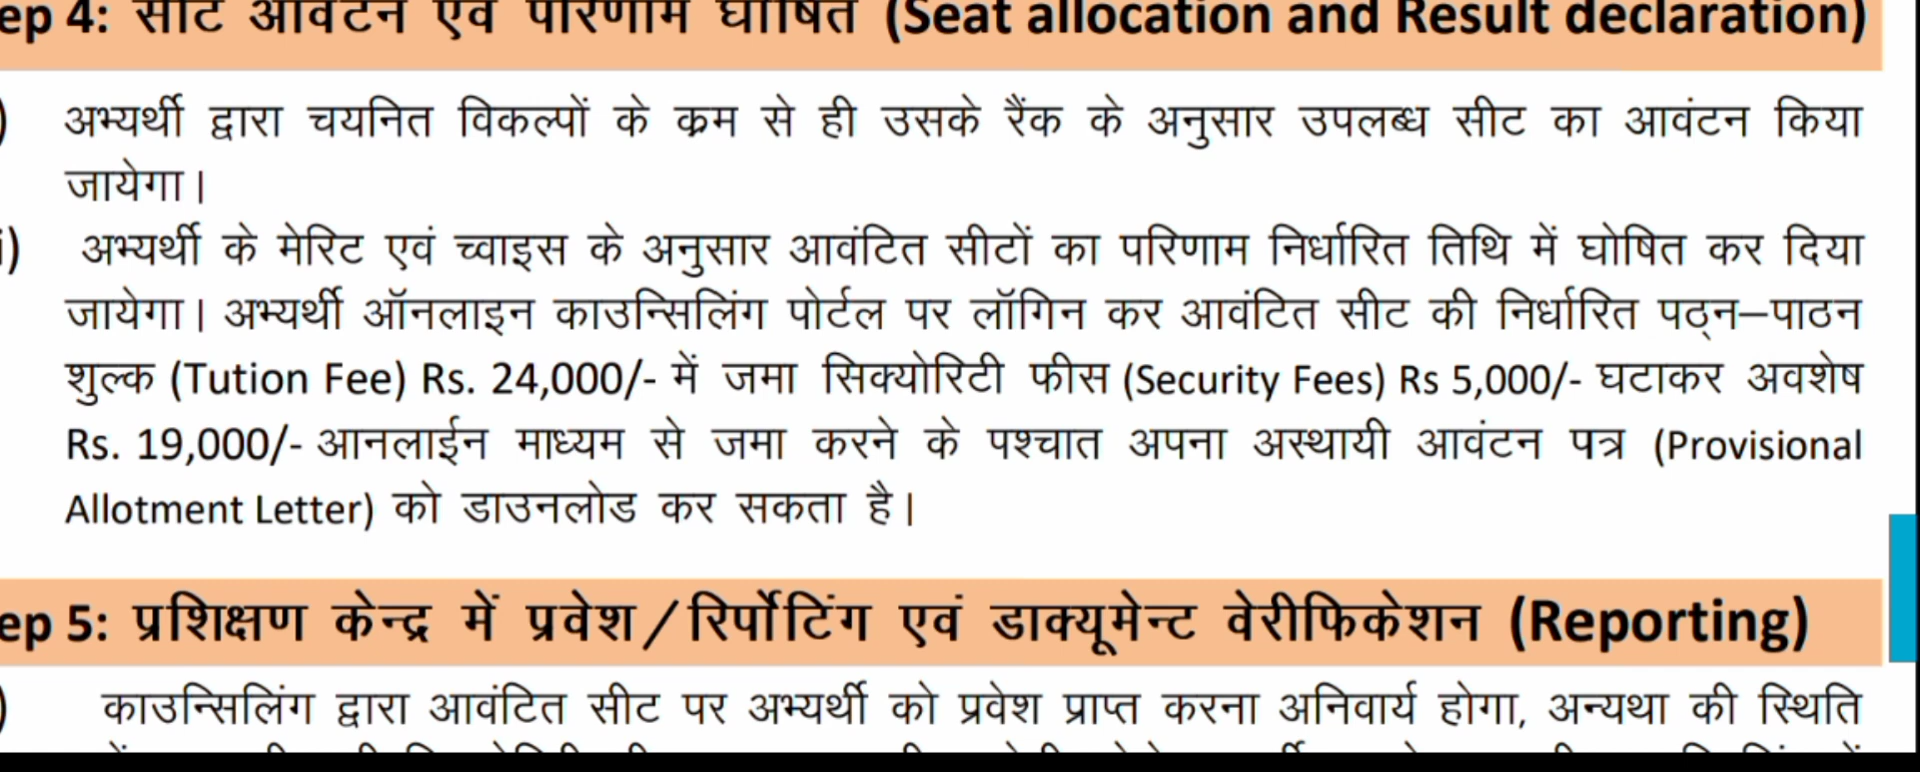 ep 4: सीट आवंटन एवं परिणाम घोषित (Seat allocation and Result declaration)
) अभ्यर्थी द्वारा चयनित विकल्पों के क्रम से ही उसके रैंक के अनुसार उपलब्ध सीट का आवंटन किया
जायेगा।
i) अभ्यर्थी के मेरिट एवं च्वाइस के अनुसार आवंटित सीटों का परिणाम निर्धारित तिथि में घोषित कर दिया
जायेगा। अभ्यर्थी ऑनलाइन काउन्सिलिंग पोर्टल पर लॉगिन कर आवंटित सीट की निर्धारित पठ्न–पाठन
शुल्क (Tution Fee) Rs. 24,000/- में जमा सिक्योरिटी फीस (Security Fees) Rs 5,000/- घटाकर अवशेष
Rs. 19,000/- आनलाईन माध्यम से जमा करने के पश्चात अपना अस्थायी आवंटन पत्र (Provisional
Allotment Letter) को डाउनलोड कर सकता है।
ep 5: प्रशिक्षण केन्द्र में प्रवेश/रिर्पोटिंग एवं डाक्यूमेन्ट वेरीफिकेशन (Reporting)
) काउन्सिलिंग द्वारा आवंटित सीट पर अभ्यर्थी को प्रवेश प्राप्त करना अनिवार्य होगा, अन्यथा की स्थिति